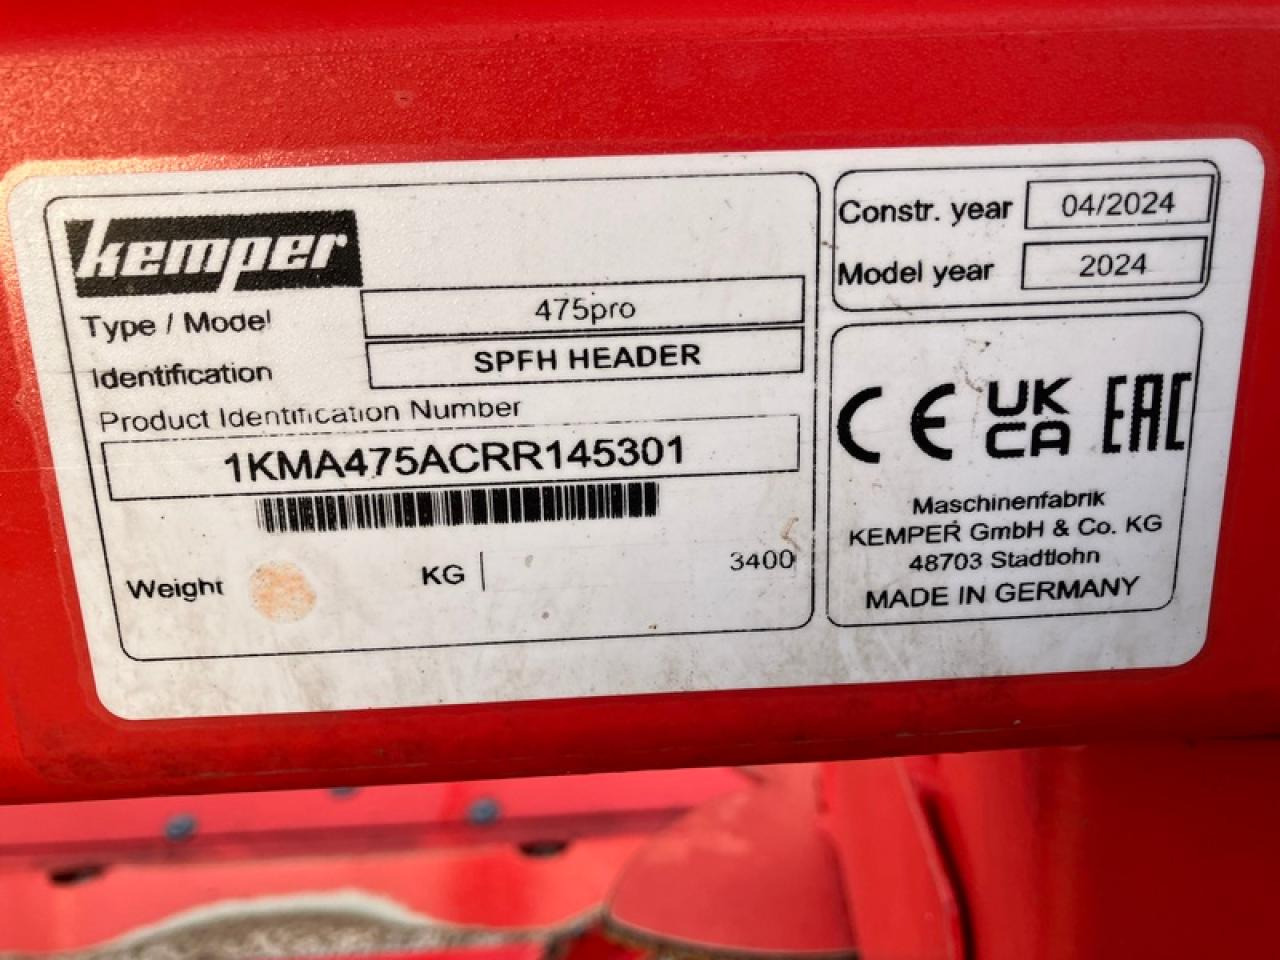 kemper
Type / Model 475pro
Identification SPFH HEADER
Product Identification Number
1KMA475ACRR145301
Weight KG 3400
Constr. year 04/2024
Model year 2024
CE UK CA EAC
Maschinenfabrik
KEMPER GmbH & Co. KG
48703 Stadtlohn
MADE IN GERMANY